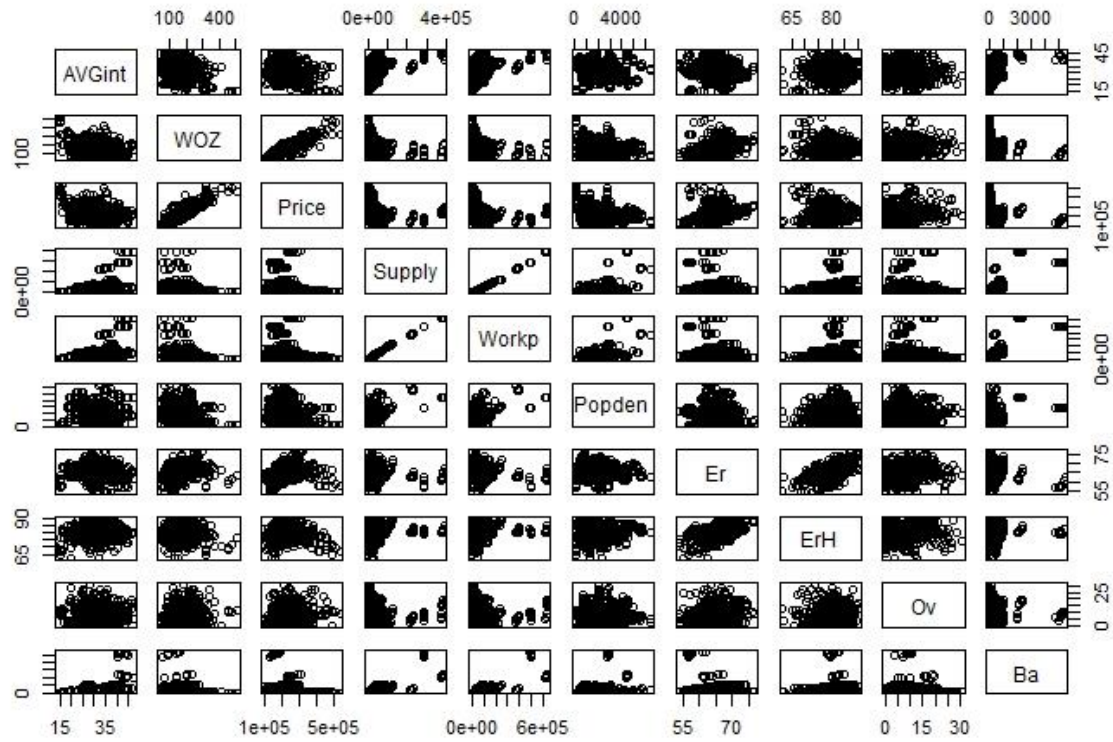 100 400 0e+00 4e+05 0 4000 65 80 0 3000
AVGint 15 45
100 WOZ
Price 1e+05
0e+00 Supply
Workp 0e+00
0 Popden
Er 55 75
65 90 ErH
Ov 0 25
0 Ba
15 35 1e+05 5e+05 0e+00 6e+05 55 70 0 15 30